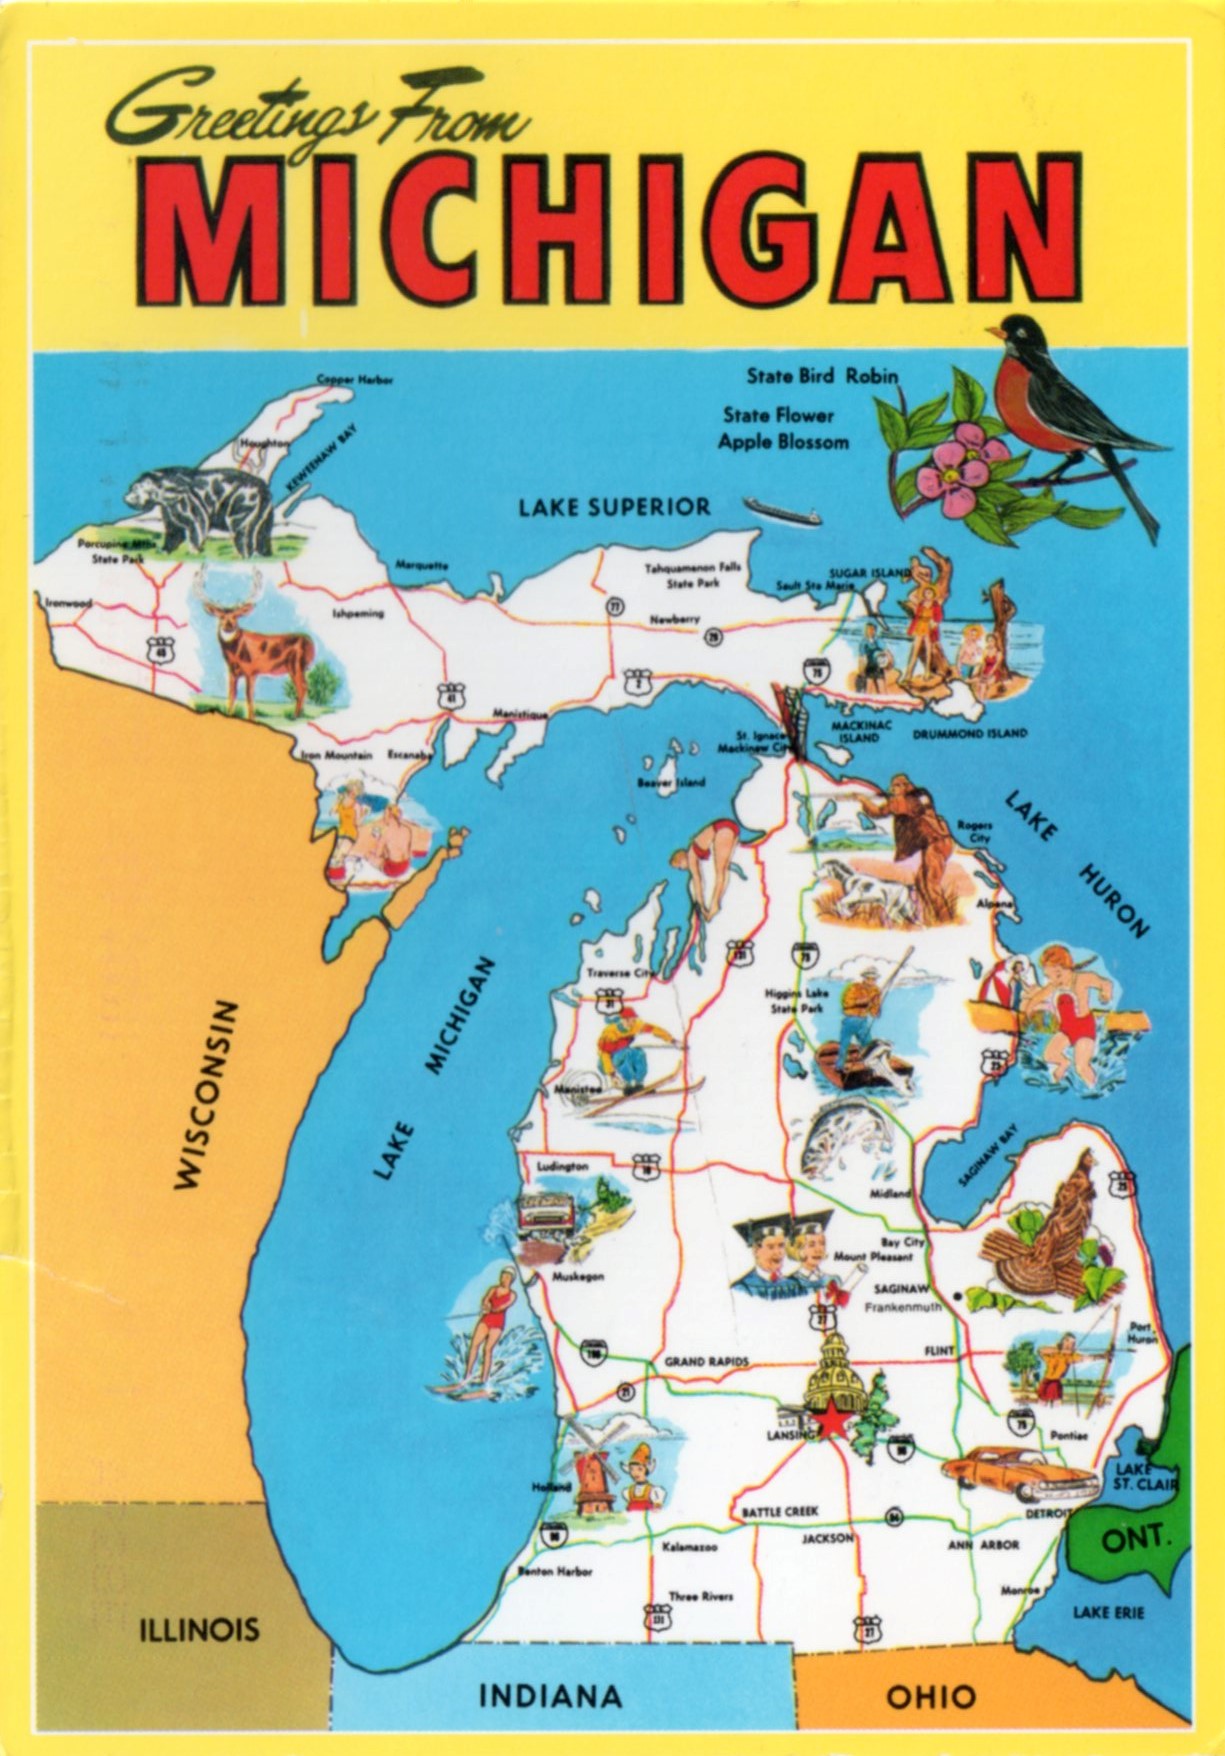 Greetings From
MICHIGAN
State Bird Robin
State Flower
Apple Blossom
Copper Harbor
Houghton
KEWEENAW BAY
LAKE SUPERIOR
Porcupine Mtns
State Park
Marquette
Tahquamenon Falls
State Park
SUGAR ISLAND
Sault Ste Marie
Ironwood
Ishpeming
77
Newberry
28
45
75
2
41
Manistique
St. Ignace
Mackinaw City
MACKINAC
ISLAND
DRUMMOND ISLAND
Iron Mountain
Escanaba
Beaver Island
LAKE HURON
Rogers
City
Alpena
131
75
Traverse City
31
Higgins Lake
State Park
LAKE MICHIGAN
WISCONSIN
23
Manistee
SAGINAW BAY
Ludington
10
25
Midland
Bay City
Mount Pleasant
Muskegon
SAGINAW
Frankenmuth
27
Port
Huron
196
GRAND RAPIDS
FLINT
21
75
LANSING
96
Pontiac
LAKE
ST. CLAIR
Holland
BATTLE CREEK
94
DETROIT
JACKSON
ANN ARBOR
ONT.
Kalamazoo
Benton Harbor
Three Rivers
Monroe
131
27
LAKE ERIE
ILLINOIS
INDIANA
OHIO